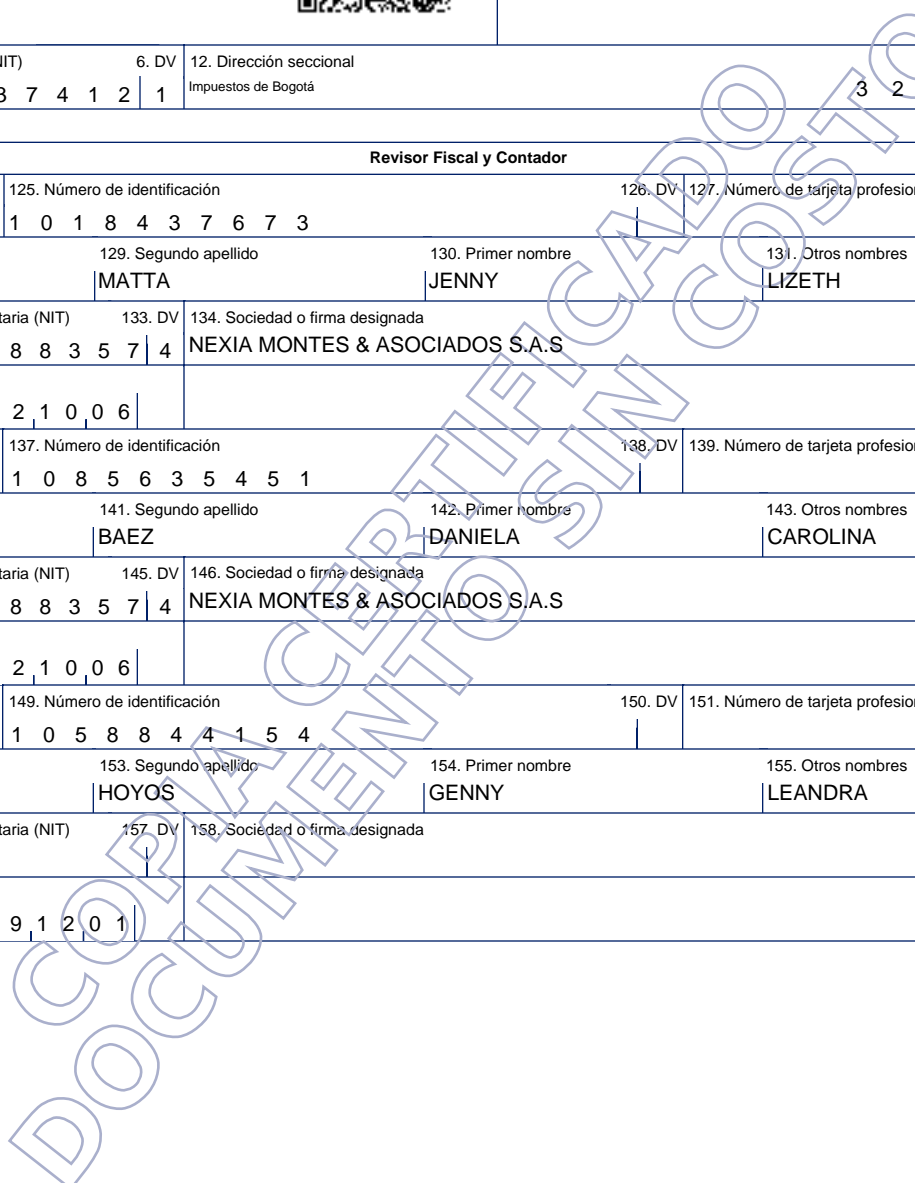 IT) 6. DV 12. Dirección seccional
7 4 1 2 1 Impuestos de Bogotá 3 2
Revisor Fiscal y Contador
125. Número de identificación 126. DV 127. Número de tarjeta profesion
1 0 1 8 4 3 7 6 7 3
129. Segundo apellido 130. Primer nombre 131. Otros nombres
MATTA JENNY LIZETH
taria (NIT) 133. DV 134. Sociedad o firma designada
8 8 3 5 7 4 NEXIA MONTES & ASOCIADOS S.A.S
2 1 0 0 6
137. Número de identificación 138. DV 139. Número de tarjeta profesion
1 0 8 5 6 3 5 4 5 1
141. Segundo apellido 142. Primer nombre 143. Otros nombres
BAEZ DANIELA CAROLINA
taria (NIT) 145. DV 146. Sociedad o firma designada
8 8 3 5 7 4 NEXIA MONTES & ASOCIADOS S.A.S
2 1 0 0 6
149. Número de identificación 150. DV 151. Número de tarjeta profesion
1 0 5 8 8 4 4 1 5 4
153. Segundo apellido 154. Primer nombre 155. Otros nombres
HOYOS GENNY LEANDRA
taria (NIT) 157. DV 158. Sociedad o firma designada
9 1 2 0 1
COPIA CERTIFICADO
DOCUMENTO SIN COSTO